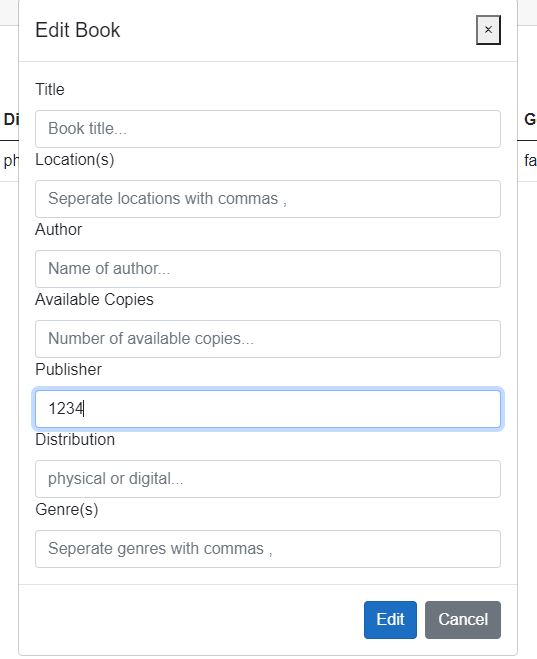 Edit Book
×
Title
Book title...
Location(s)
Seperate locations with commas ,
Author
Name of author...
Available Copies
Number of available copies...
Publisher
1234
Distribution
physical or digital...
Genre(s)
Seperate genres with commas ,
Edit Cancel
Di
ph
G
fa